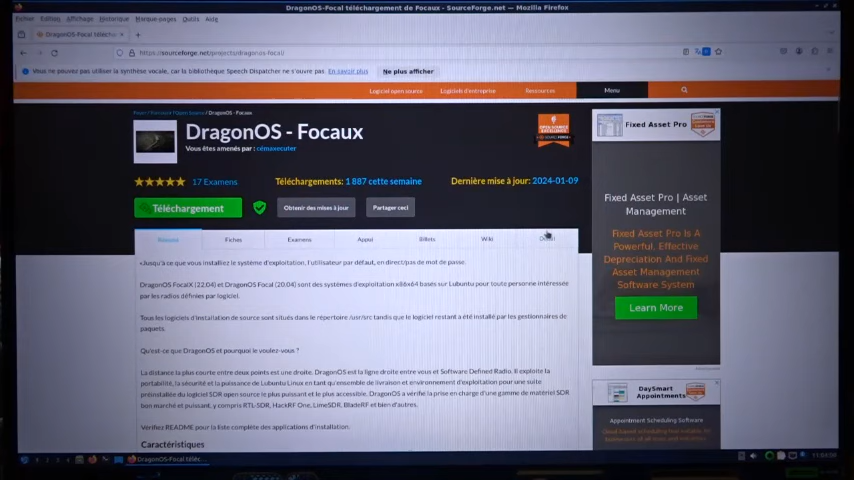 DragonOS-Focal téléchargement de Focaux - SourceForge.net — Mozilla Firefox
Fichier Édition Affichage Historique Marque-pages Outils Aide
DragonOS-Focal téléch
https://sourceforge.net/projects/dragonos-focal/
Vous ne pouvez pas utiliser la synthèse vocale, car la bibliothèque Speech Dispatcher ne s'ouvre pas. En savoir plus Ne plus afficher
Logiciel open source Logiciels d'entreprise Ressources Menu
DragonOS - Focaux
DragonOS - Focaux
Vous êtes amenés par : cémaxecuter
17 Examens Téléchargements: 1 887 cette semaine Dernière mise à jour: 2024-01-09
Téléchargement Obtenir des mises à jour Partager ceci
Résumé Fiches Examens Appui Billets Wiki
«Jusqu'à ce que vous installiez le système d'exploitation, l'utilisateur par défaut, en direct/pas de mot de passe.
DragonOS FocalX (22.04) et DragonOS Focal (20.04) sont des systèmes d'exploitation x86x64 basés sur Lubuntu pour toute personne intéressée
par les radios définies par logiciel.
Tous les logiciels d'installation de source sont situés dans le répertoire /usr/src tandis que le logiciel restant a été installé par les gestionnaires de
paquets.
Qu'est-ce que DragonOS et pourquoi le voulez-vous ?
La distance la plus courte entre deux points est une droite. DragonOS est la ligne droite entre vous et Software Defined Radio. Il exploite la
portabilité, la sécurité et la puissance de Lubuntu Linux en tant qu'ensemble de livraison et environnement d'exploitation pour une suite
préinstallée du logiciel SDR open source le plus puissant et le plus accessible. DragonOS a vérifié la prise en charge d'une gamme de matériel SDR
bon marché et puissant, y compris RTL-SDR, HackRF One, LimeSDR, BladeRF et bien d'autres.
Vérifiez README pour la liste complète des applications d'installation.
Caractéristiques
Fixed Asset Pro
Fixed Asset Pro | Asset
Management
Fixed Asset Pro Is A
Powerful, Effective
Depreciation And Fixed
Asset Management
Software System
Learn More
DaySmart
Appointments
Appointment Scheduling Software
1 2 3 4
DragonOS-Focal téléc...